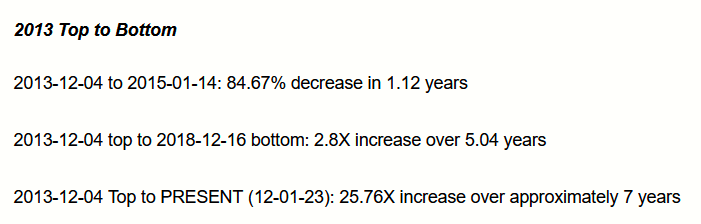 2013 Top to Bottom
2013-12-04 to 2015-01-14: 84.67% decrease in 1.12 years
2013-12-04 top to 2018-12-16 bottom: 2.8X increase over 5.04 years
2013-12-04 Top to PRESENT (12-01-23): 25.76X increase over approximately 7 years